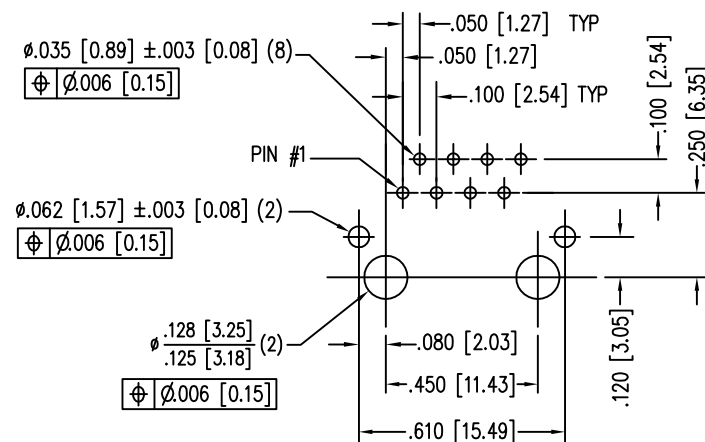 .050 [1.27] TYP
ø.035 [0.89] ±.003 [0.08] (8)
.050 [1.27]
⌖ Ø.006 [0.15]
.100 [2.54] TYP
.100 [2.54]
.250 [6.35]
PIN #1
ø.062 [1.57] ±.003 [0.08] (2)
⌖ Ø.006 [0.15]
ø .128 [3.25] (2)
.125 [3.18]
.080 [2.03]
.120 [3.05]
⌖ Ø.006 [0.15]
.450 [11.43]
.610 [15.49]